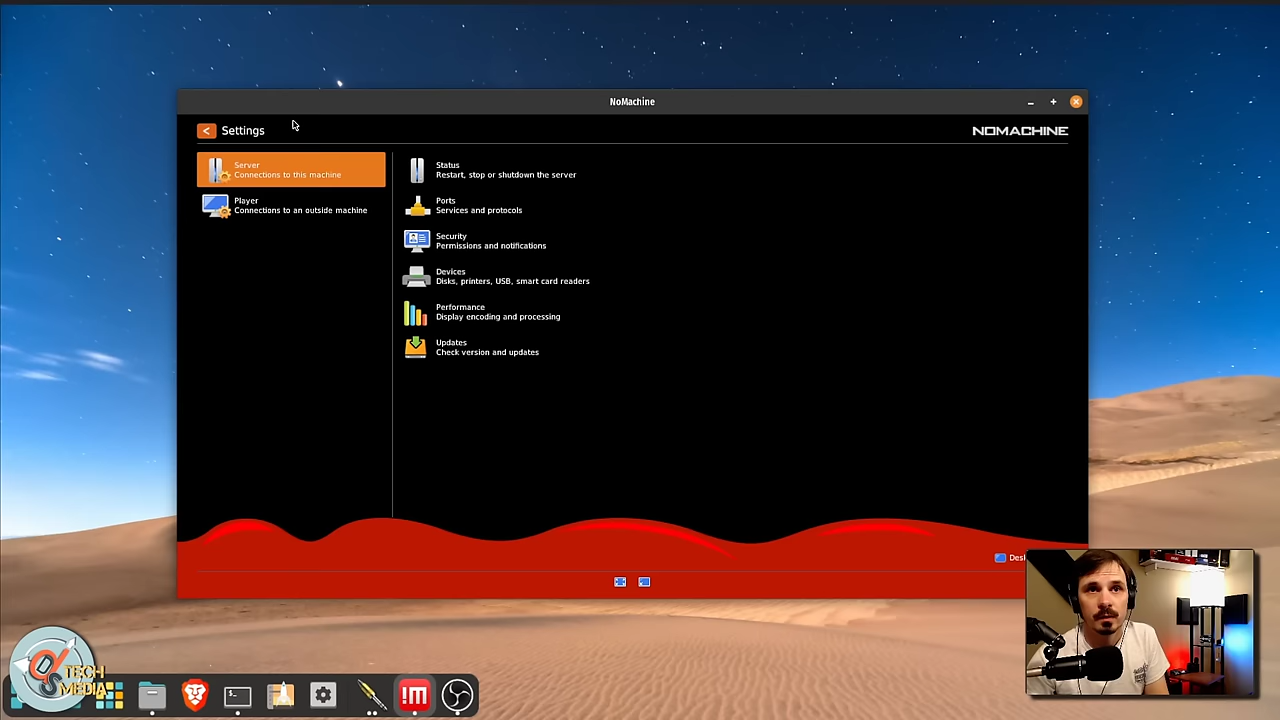 NoMachine
Settings
NOMACHINE
Server
Connections to this machine
Player
Connections to an outside machine
Status
Restart, stop or shutdown the server
Ports
Services and protocols
Security
Permissions and notifications
Devices
Disks, printers, USB, smart card readers
Performance
Display encoding and processing
Updates
Check version and updates
!M
TECH
MEDIA